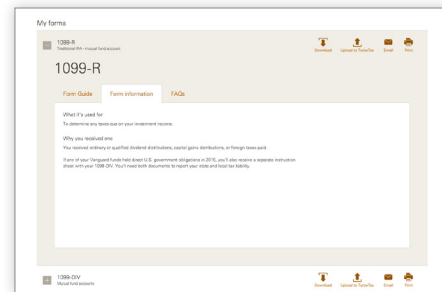 My forms
1099-R
Traditional IRA - mutual fund account
Download Upload to TurboTax Email Print
1099-R
Form Guide Form information FAQs
What it's used for
To determine any taxes due on your investment income.
Why you received one
You received ordinary or qualified dividend distributions, capital gains distributions, or foreign taxes paid.
If one of your Vanguard funds held direct U.S. government obligations in 2015, you'll also receive a separate instruction
sheet with your 1099-DIV. You'll need both documents to report your state and local tax liability.
1099-DIV
Mutual fund accounts
Download Upload to TurboTax Email Print